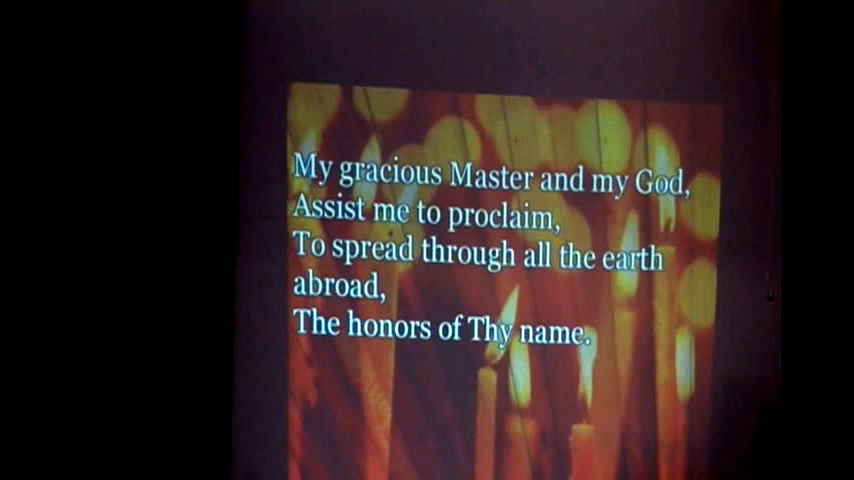 My gracious Master and my God,
Assist me to proclaim,
To spread through all the earth
abroad,
The honors of Thy name.